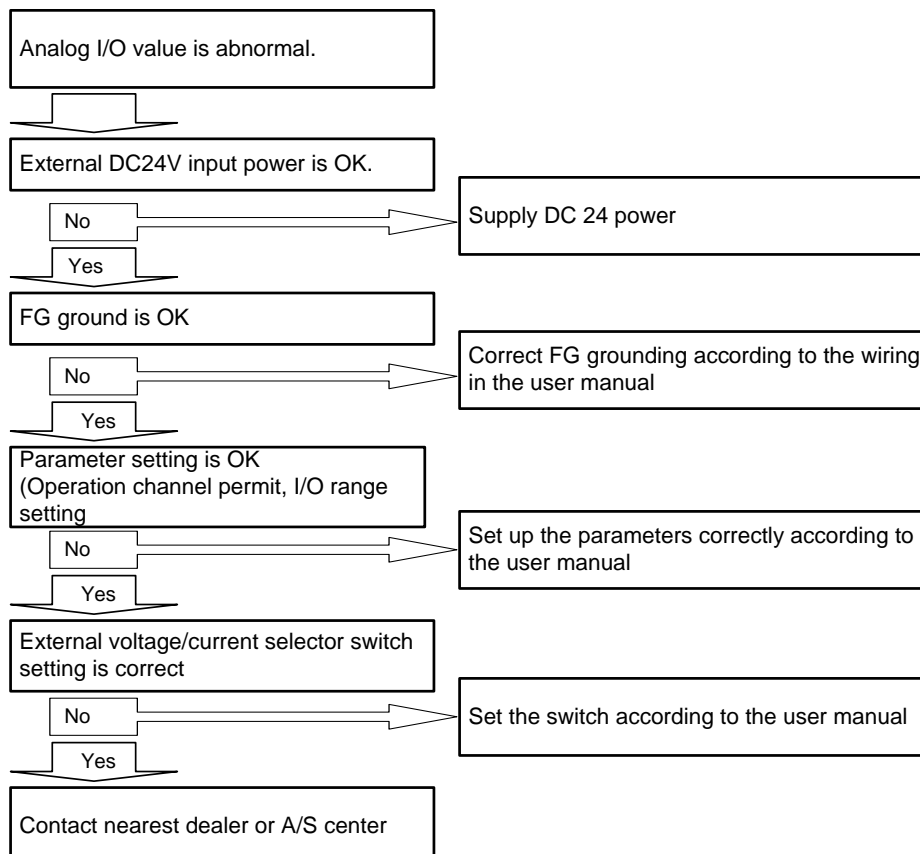 Analog I/O value is abnormal.
External DC24V input power is OK.
No
Supply DC 24 power
Yes
FG ground is OK
No
Correct FG grounding according to the wiring
in the user manual
Yes
Parameter setting is OK
(Operation channel permit, I/O range
setting
No
Set up the parameters correctly according to
the user manual
Yes
External voltage/current selector switch
setting is correct
No
Set the switch according to the user manual
Yes
Contact nearest dealer or A/S center